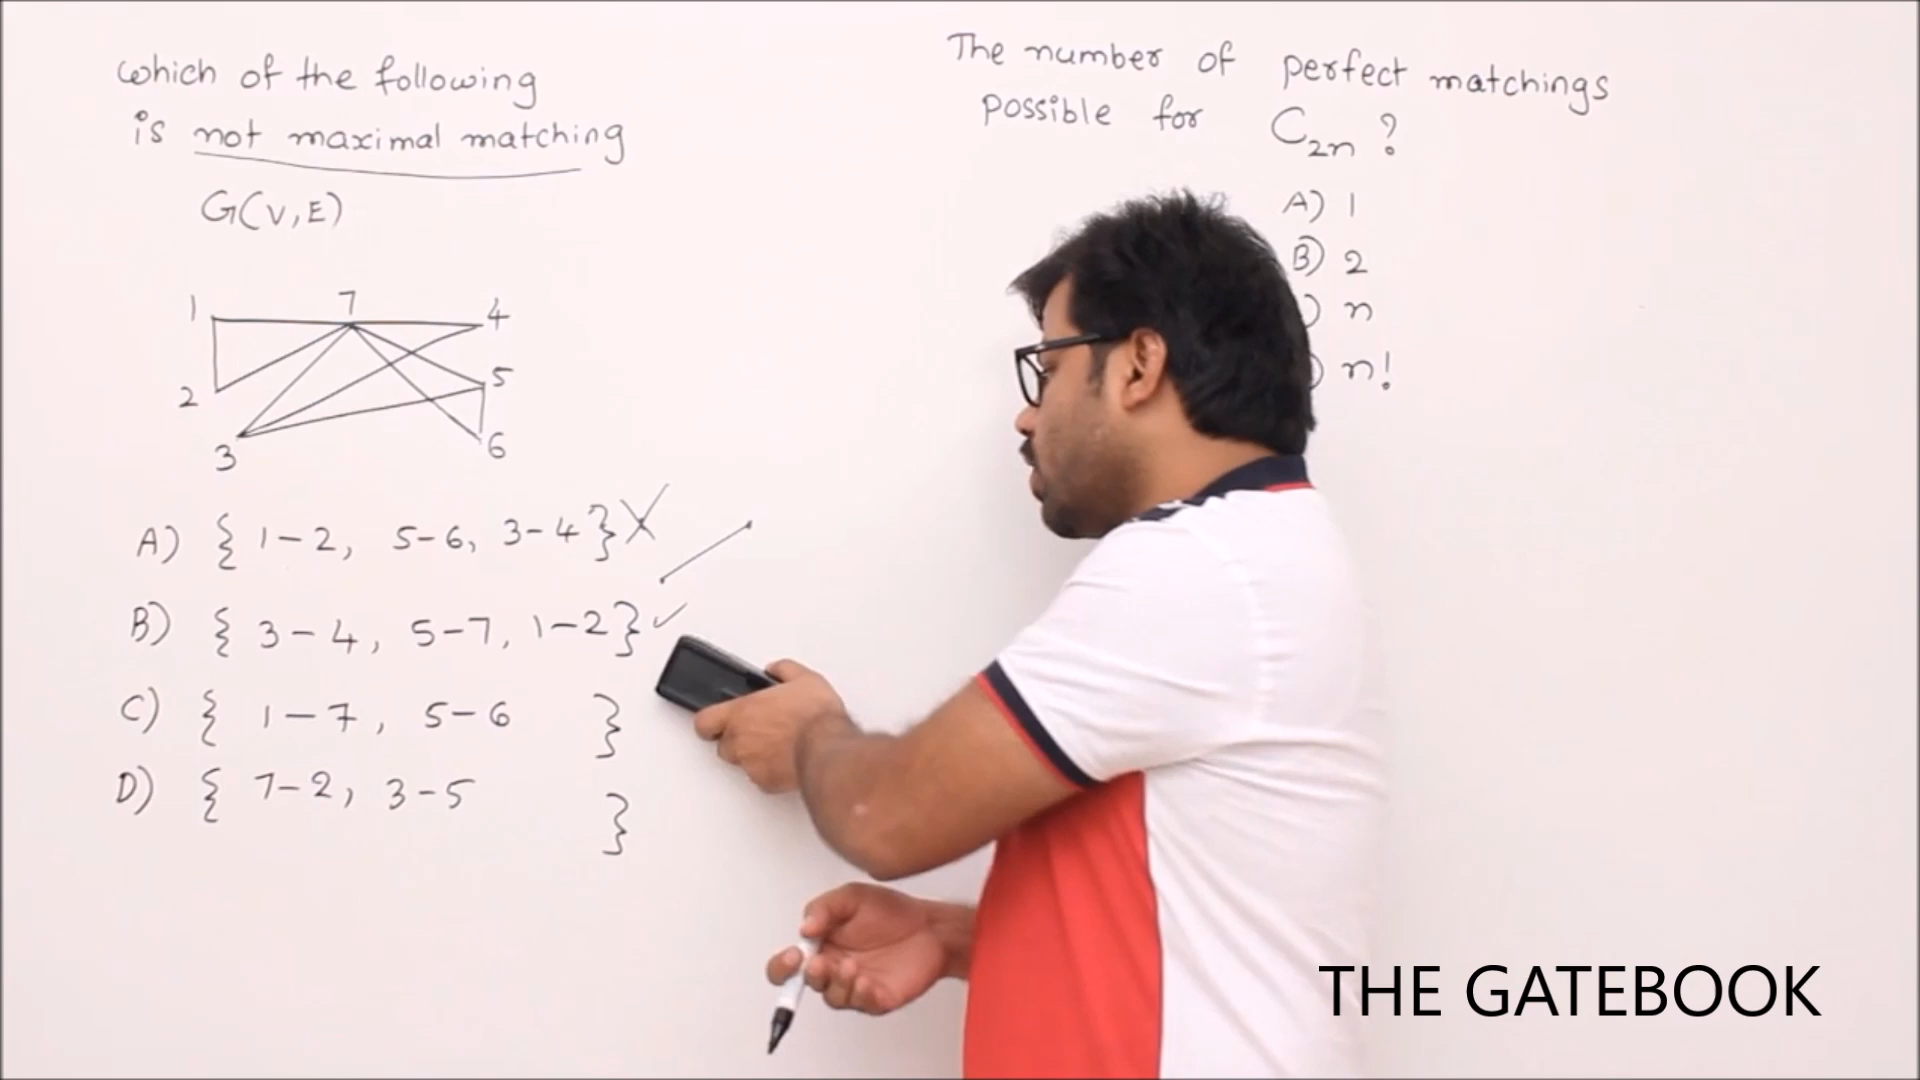 which of the following
is not maximal matching
G(V,E)
1 7 4
5
2
3 6
A) { 1-2, 5-6, 3-4 } X
B) { 3-4, 5-7, 1-2 } ✓
C) { 1-7, 5-6 }
D) { 7-2, 3-5 }
The number of perfect matchings
possible for C2n ?
A) 1
B) 2
) n
) n!
THE GATEBOOK